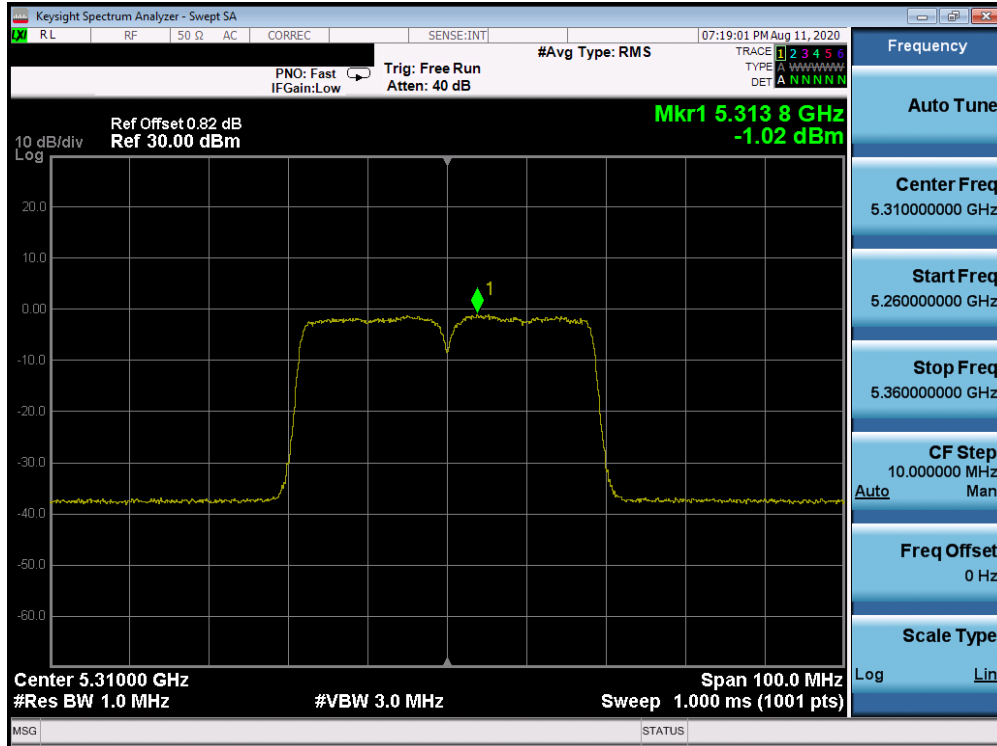 Keysight Spectrum Analyzer - Swept SA
LXI RL RF 50 Ω AC CORREC SENSE:INT 07:19:01 PM Aug 11, 2020
#Avg Type: RMS TRACE 1 2 3 4 5 6
PNO: Fast Trig: Free Run TYPE A WWWWW
IFGain:Low Atten: 40 dB DET A N N N N N
Mkr1 5.313 8 GHz
Ref Offset 0.82 dB -1.02 dBm
10 dB/div Ref 30.00 dBm
Log
20.0
10.0
1
0.00
-10.0
-20.0
-30.0
-40.0
-50.0
-60.0
Center 5.31000 GHz Span 100.0 MHz
#Res BW 1.0 MHz #VBW 3.0 MHz Sweep 1.000 ms (1001 pts)
MSG STATUS
Frequency
Auto Tune
Center Freq
5.310000000 GHz
Start Freq
5.260000000 GHz
Stop Freq
5.360000000 GHz
CF Step
10.000000 MHz
Auto Man
Freq Offset
0 Hz
Scale Type
Log Lin